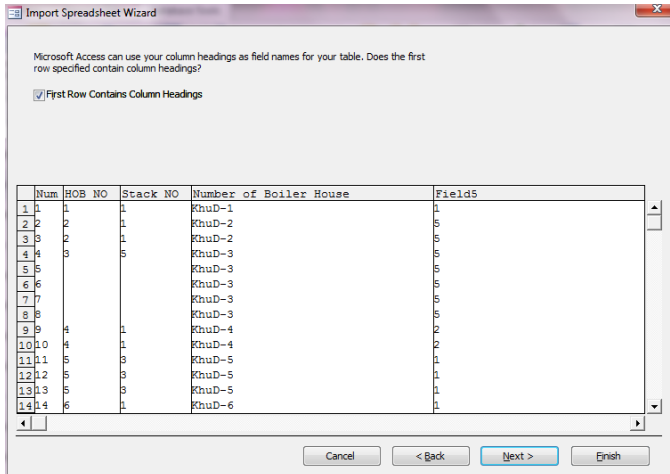 Import Spreadsheet Wizard
Microsoft Access can use your column headings as field names for your table. Does the first
row specified contain column headings?
First Row Contains Column Headings
Num HOB NO Stack NO Number of Boiler House Field5
1 1 1 1 KhuD-1 1
2 2 2 1 KhuD-2 5
3 3 2 1 KhuD-2 5
4 4 3 5 KhuD-3 5
5 5 KhuD-3 5
6 6 KhuD-3 5
7 7 KhuD-3 5
8 8 KhuD-3 5
9 9 4 1 KhuD-4 2
10 10 4 1 KhuD-4 2
11 11 5 3 KhuD-5 1
12 12 5 3 KhuD-5 1
13 13 5 3 KhuD-5 1
14 14 6 1 KhuD-6 1
Cancel < Back Next > Finish